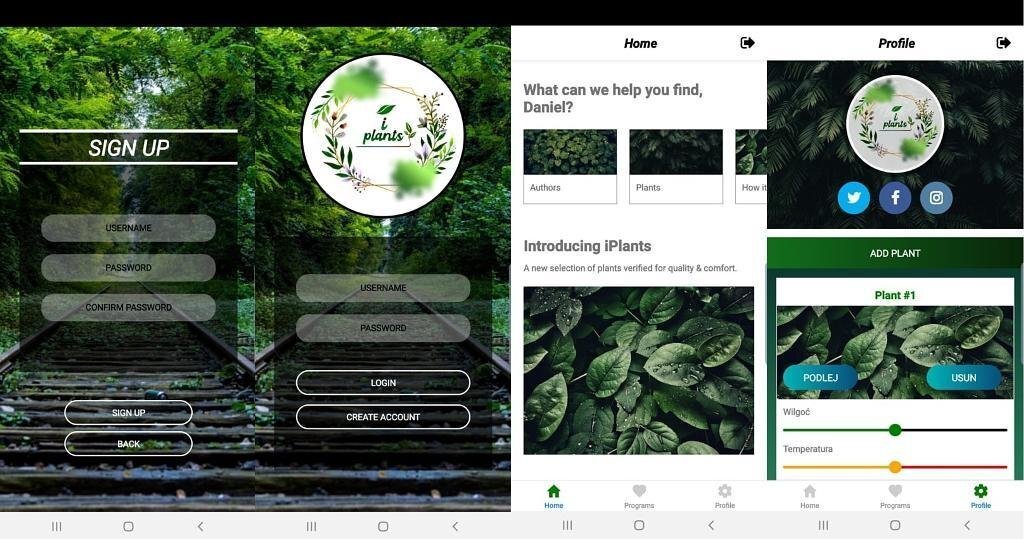 SIGN UP
USERNAME
PASSWORD
CONFIRM PASSWORD
SIGN UP
BACK
i
plants
USERNAME
PASSWORD
LOGIN
CREATE ACCOUNT
Home
What can we help you find,
Daniel?
Authors
Plants
How it
Introducing iPlants
A new selection of plants verified for quality & comfort.
Home
Programs
Profile
Profile
i
plants
ADD PLANT
Plant #1
PODLEJ
USUN
Wilgoć
Temperatura
Home
Programs
Profile